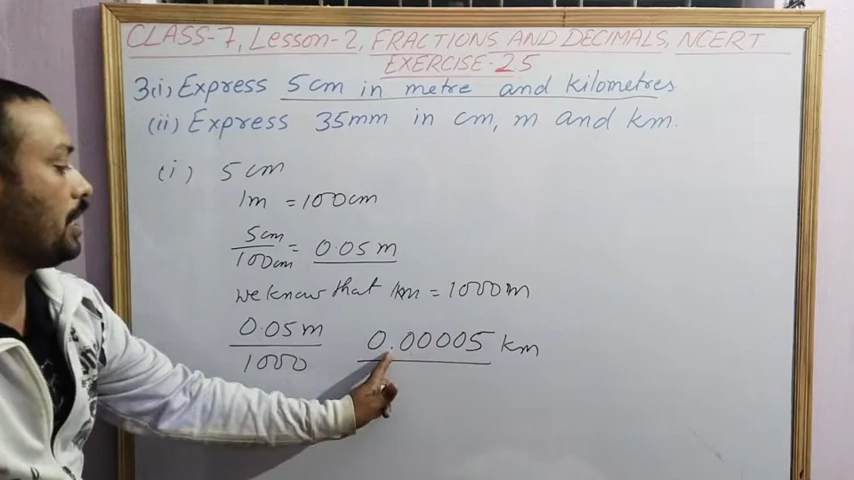 CLASS-7, Lesson-2, FRACTIONS AND DECIMALS, NCERT
EXERCISE-2.5
3(i) Express 5cm in metre and kilometres
(ii) Express 35mm in cm, m and km.
(i) 5cm
1m = 100cm
5cm/100cm = 0.05m
we know that km = 1000m
0.05m/1000 0.00005 km